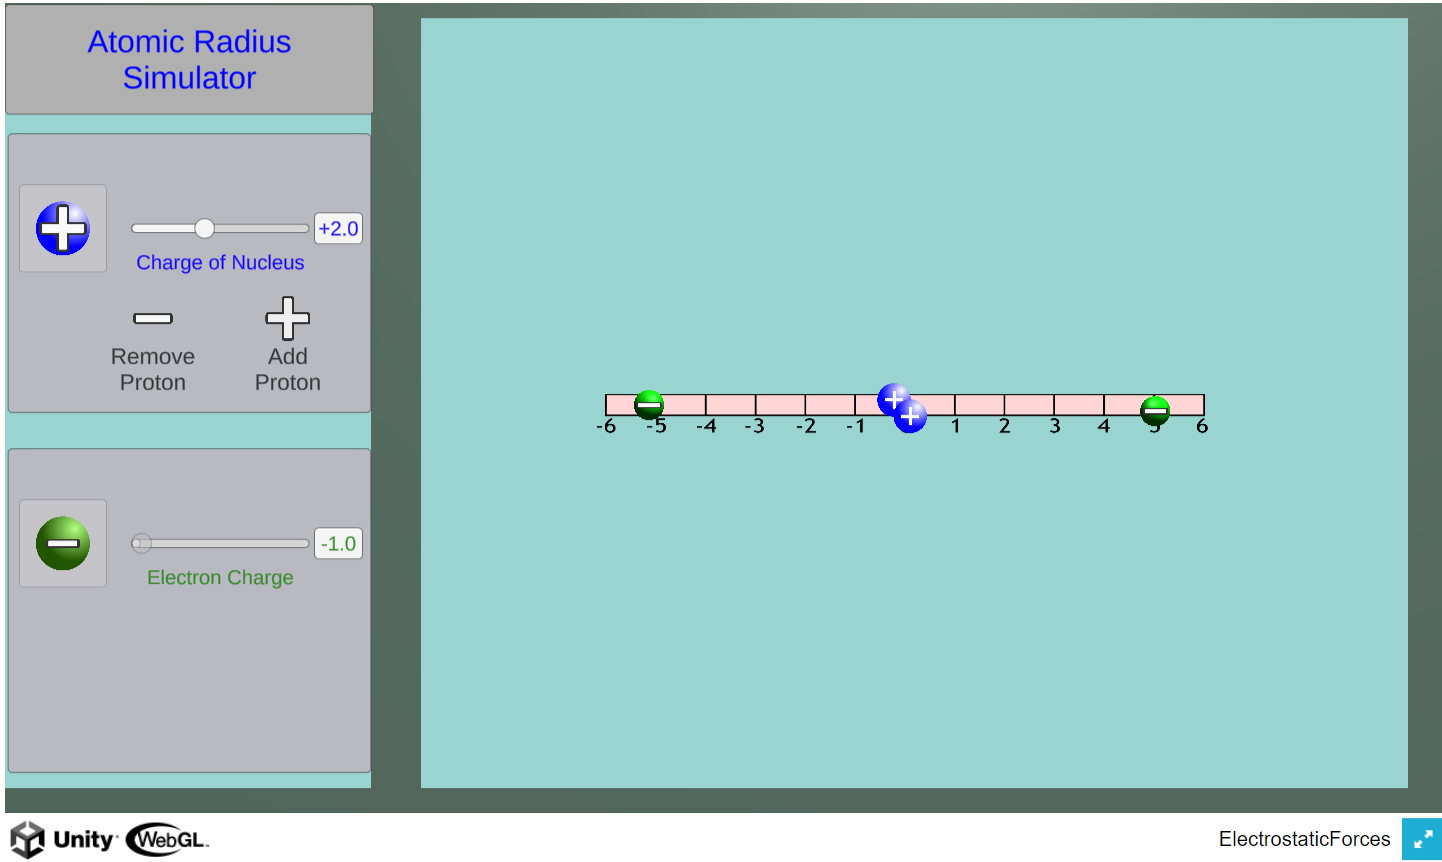 Atomic Radius
Simulator
+2.0
Charge of Nucleus
Remove
Proton
Add
Proton
-6 -5 -4 -3 -2 -1 1 2 3 4 5 6
-1.0
Electron Charge
Unity WebGL
ElectrostaticForces